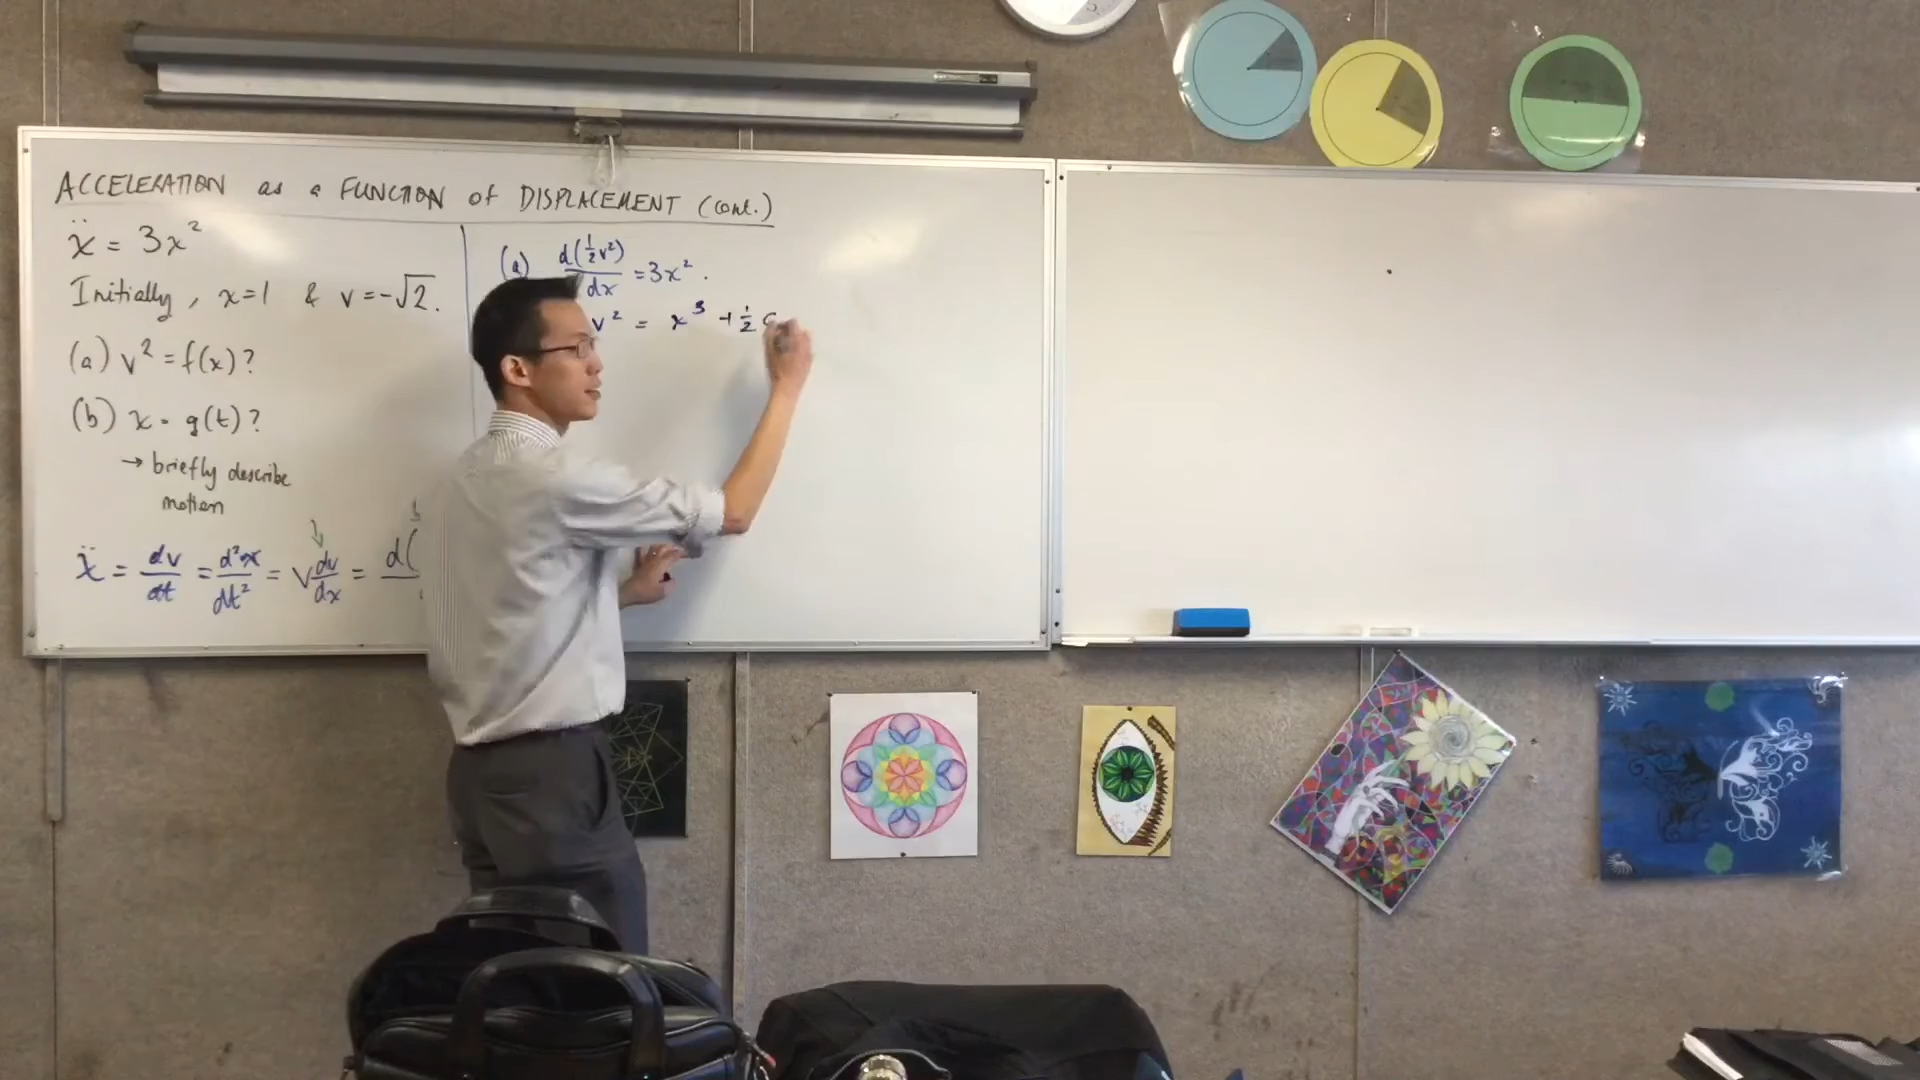 ACCELERATION as a FUNCTION of DISPLACEMENT (cont.)
ẍ = 3x²
Initially, x=1 & v=-√2.
(a) v² = f(x)?
(b) x = g(t)?
→ briefly describe
motion
ẍ = dv/dt = d²x/dt² = v dv/dx = d(
(a) d(½v²)/dx = 3x².
v² = x³ + ½ C